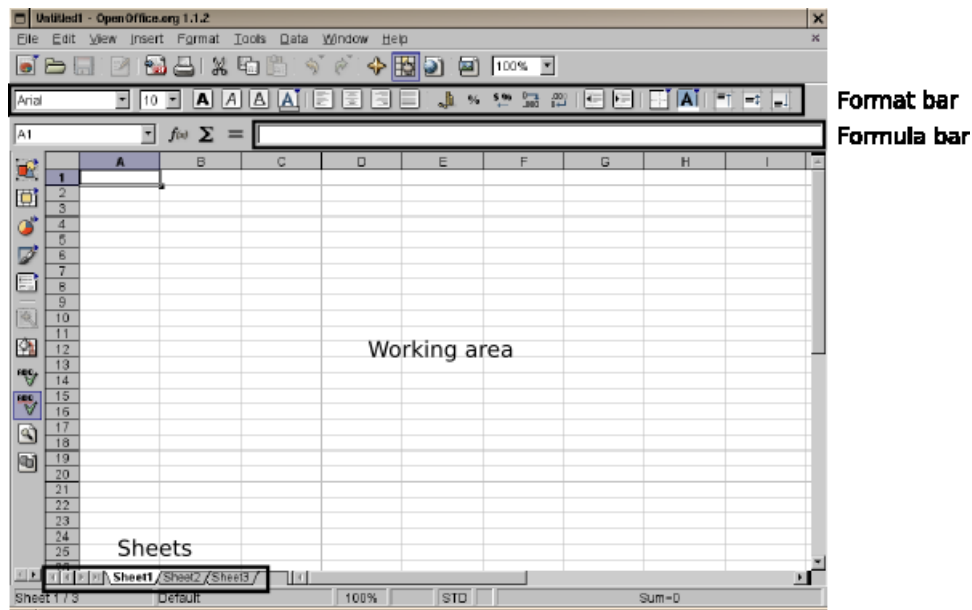 Untitled1 - OpenOffice.org 1.1.2
File Edit View Insert Format Tools Data Window Help
100%
Arial 10 A A A A % $ % .000 .000 A
Format bar
A1 f(x) Σ =
Formula bar
A B C D E F G H I
1
2
3
4
5
6
7
8
9
10
11
12
Working area
13
14
15
16
17
18
19
20
21
22
23
24
25
Sheets
Sheet1 Sheet2 Sheet3
Sheet 1 / 3 Default 100% STD Sum=0